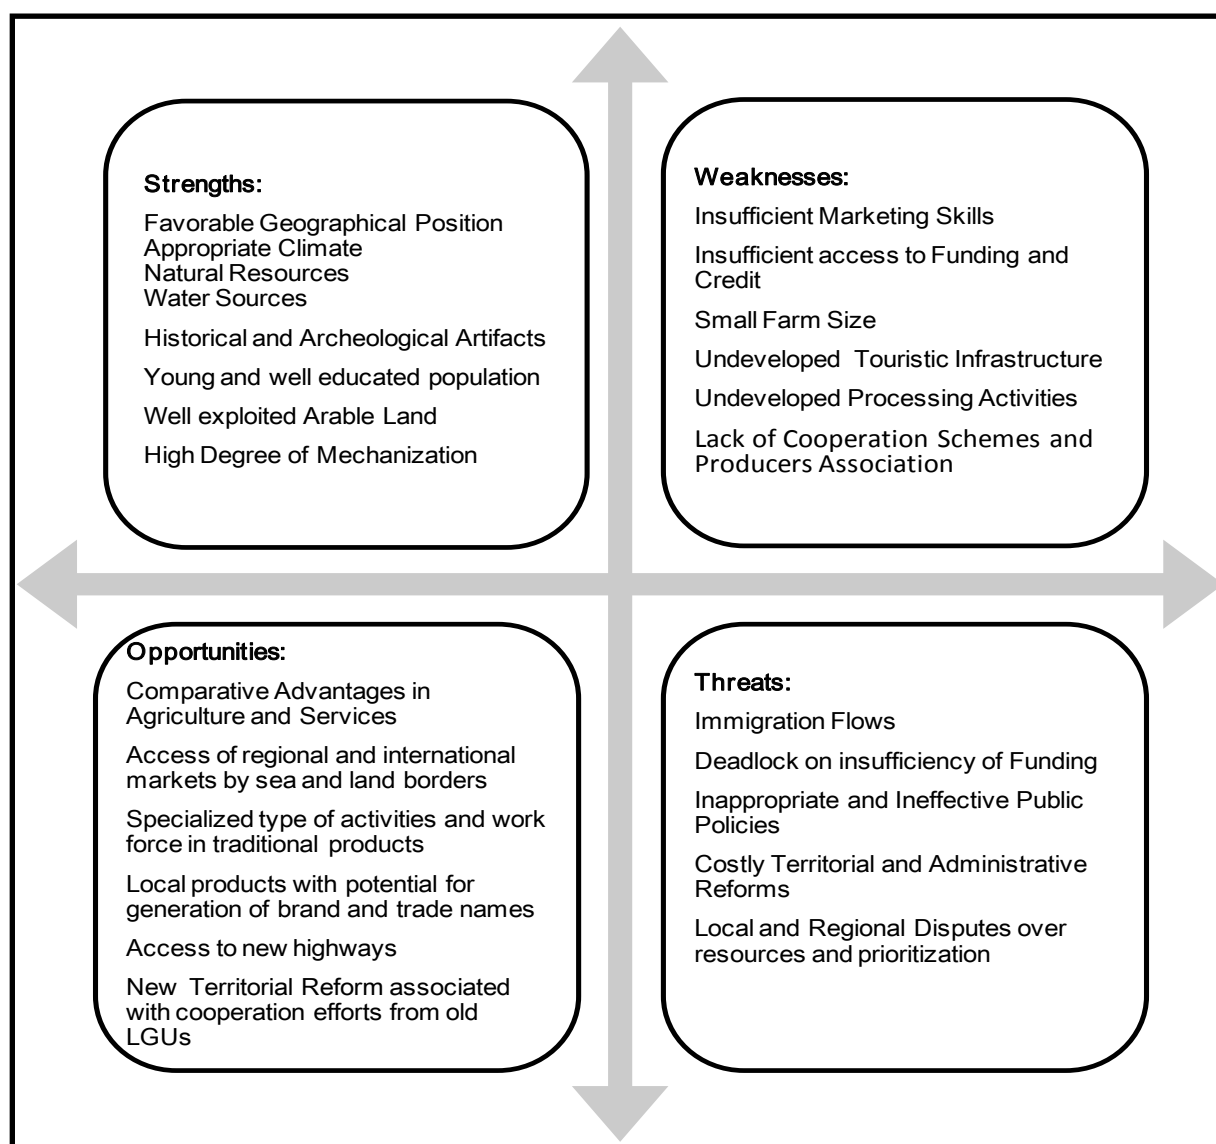 Strengths:
Favorable Geographical Position
Appropriate Climate
Natural Resources
Water Sources
Historical and Archeological Artifacts
Young and well educated population
Well exploited Arable Land
High Degree of Mechanization
Weaknesses:
Insufficient Marketing Skills
Insufficient access to Funding and
Credit
Small Farm Size
Undeveloped Touristic Infrastructure
Undeveloped Processing Activities
Lack of Cooperation Schemes and
Producers Association
Opportunities:
Comparative Advantages in
Agriculture and Services
Access of regional and international
markets by sea and land borders
Specialized type of activities and work
force in traditional products
Local products with potential for
generation of brand and trade names
Access to new highways
New Territorial Reform associated
with cooperation efforts from old
LGUs
Threats:
Immigration Flows
Deadlock on insufficiency of Funding
Inappropriate and Ineffective Public
Policies
Costly Territorial and Administrative
Reforms
Local and Regional Disputes over
resources and prioritization